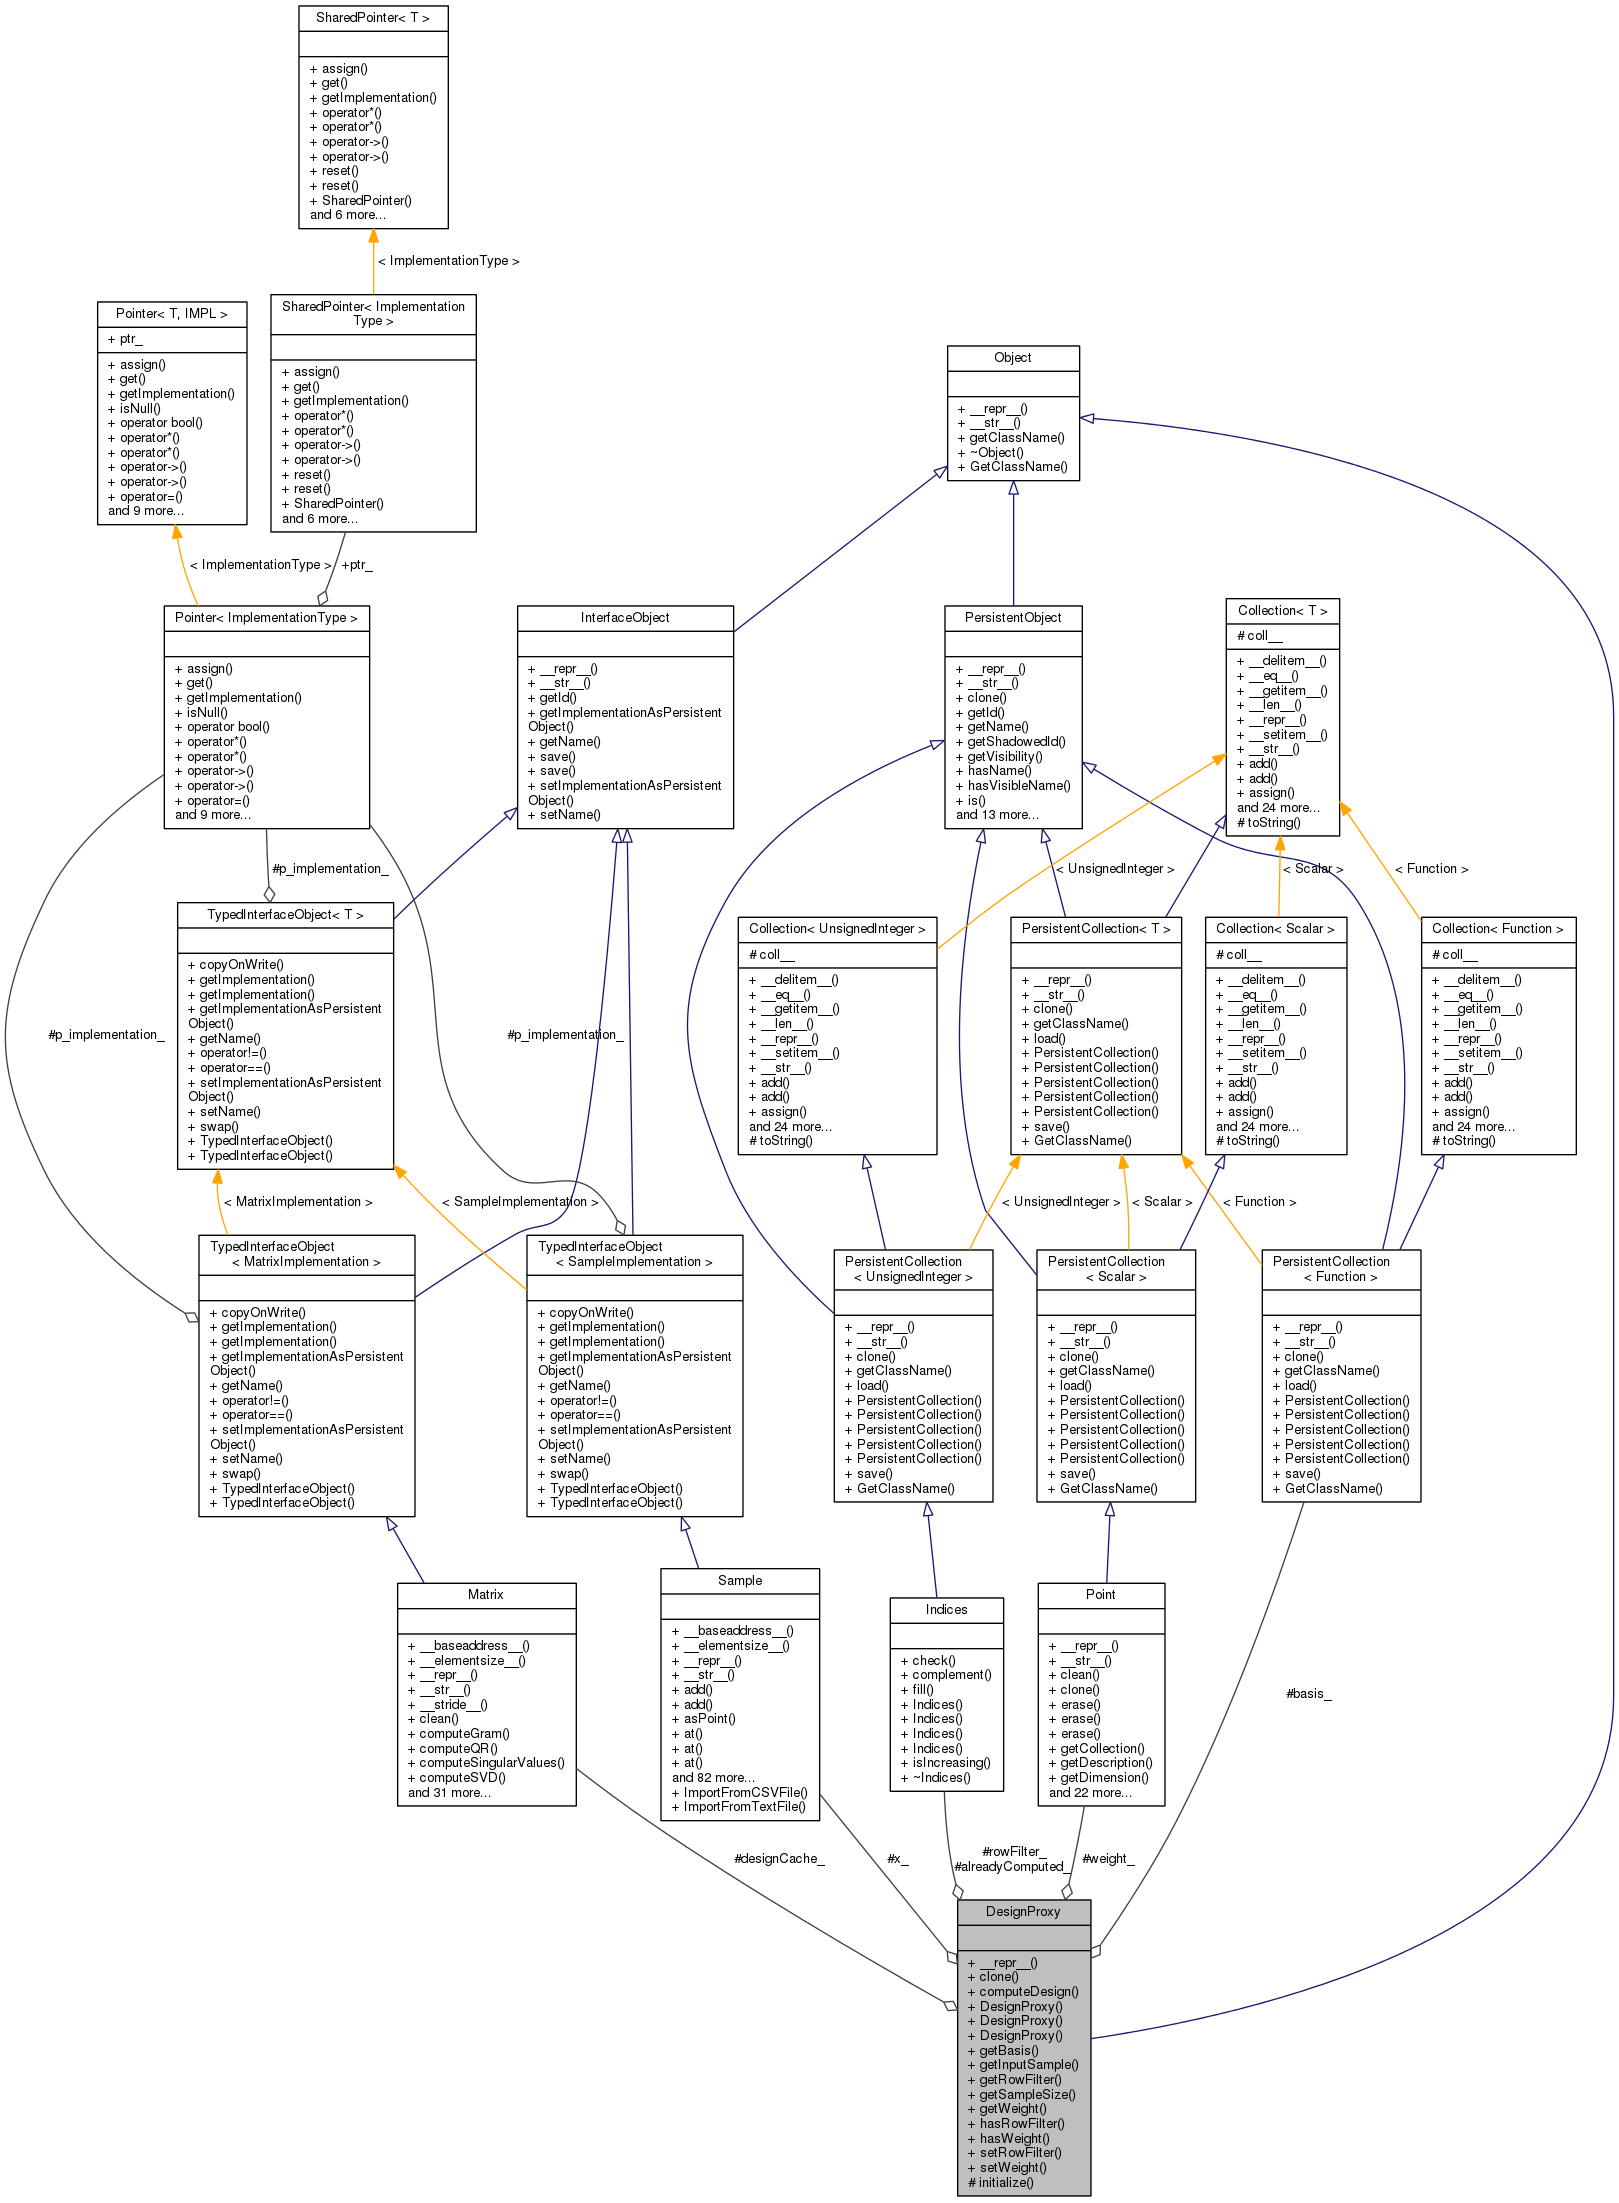 SharedPointer< T >
+ assign()
+ get()
+ getImplementation()
+ operator*()
+ operator*()
+ operator->()
+ operator->()
+ reset()
+ reset()
+ SharedPointer()
and 6 more...
< ImplementationType >
Pointer< T, IMPL >
+ ptr_
+ assign()
+ get()
+ getImplementation()
+ isNull()
+ operator bool()
+ operator*()
+ operator*()
+ operator->()
+ operator->()
+ operator=()
and 9 more...
SharedPointer< Implementation
Type >
+ assign()
+ get()
+ getImplementation()
+ operator*()
+ operator*()
+ operator->()
+ operator->()
+ reset()
+ reset()
+ SharedPointer()
and 6 more...
Object
+ __repr__()
+ __str__()
+ getClassName()
+ ~Object()
+ GetClassName()
< ImplementationType >
+ptr_
Pointer< ImplementationType >
+ assign()
+ get()
+ getImplementation()
+ isNull()
+ operator bool()
+ operator*()
+ operator*()
+ operator->()
+ operator->()
+ operator=()
and 9 more...
InterfaceObject
+ __repr__()
+ __str__()
+ getId()
+ getImplementationAsPersistent
Object()
+ getName()
+ save()
+ save()
+ setImplementationAsPersistent
Object()
+ setName()
PersistentObject
+ __repr__()
+ __str__()
+ clone()
+ getId()
+ getName()
+ getShadowedId()
+ getVisibility()
+ hasName()
+ hasVisibleName()
+ is()
and 13 more...
Collection< T >
# coll__
+ __delitem__()
+ __eq__()
+ __getitem__()
+ __len__()
+ __repr__()
+ __setitem__()
+ __str__()
+ add()
+ add()
+ assign()
and 24 more...
# toString()
#p_implementation_
< UnsignedInteger >
< Scalar >
< Function >
TypedInterfaceObject< T >
+ copyOnWrite()
+ getImplementation()
+ getImplementation()
+ getImplementationAsPersistent
Object()
+ getName()
+ operator!=()
+ operator==()
+ setImplementationAsPersistent
Object()
+ setName()
+ swap()
+ TypedInterfaceObject()
+ TypedInterfaceObject()
Collection< UnsignedInteger >
# coll__
+ __delitem__()
+ __eq__()
+ __getitem__()
+ __len__()
+ __repr__()
+ __setitem__()
+ __str__()
+ add()
+ add()
+ assign()
and 24 more...
# toString()
PersistentCollection< T >
+ __repr__()
+ __str__()
+ clone()
+ getClassName()
+ load()
+ PersistentCollection()
+ PersistentCollection()
+ PersistentCollection()
+ PersistentCollection()
+ PersistentCollection()
+ save()
+ GetClassName()
Collection< Scalar >
# coll__
+ __delitem__()
+ __eq__()
+ __getitem__()
+ __len__()
+ __repr__()
+ __setitem__()
+ __str__()
+ add()
+ add()
+ assign()
and 24 more...
# toString()
Collection< Function >
# coll__
+ __delitem__()
+ __eq__()
+ __getitem__()
+ __len__()
+ __repr__()
+ __setitem__()
+ __str__()
+ add()
+ add()
+ assign()
and 24 more...
# toString()
#p_implementation_
#p_implementation_
< MatrixImplementation >
< SampleImplementation >
< UnsignedInteger >
< Scalar >
< Function >
TypedInterfaceObject
< MatrixImplementation >
+ copyOnWrite()
+ getImplementation()
+ getImplementation()
+ getImplementationAsPersistent
Object()
+ getName()
+ operator!=()
+ operator==()
+ setImplementationAsPersistent
Object()
+ setName()
+ swap()
+ TypedInterfaceObject()
+ TypedInterfaceObject()
TypedInterfaceObject
< SampleImplementation >
+ copyOnWrite()
+ getImplementation()
+ getImplementation()
+ getImplementationAsPersistent
Object()
+ getName()
+ operator!=()
+ operator==()
+ setImplementationAsPersistent
Object()
+ setName()
+ swap()
+ TypedInterfaceObject()
+ TypedInterfaceObject()
PersistentCollection
< UnsignedInteger >
+ __repr__()
+ __str__()
+ clone()
+ getClassName()
+ load()
+ PersistentCollection()
+ PersistentCollection()
+ PersistentCollection()
+ PersistentCollection()
+ PersistentCollection()
+ save()
+ GetClassName()
PersistentCollection
< Scalar >
+ __repr__()
+ __str__()
+ clone()
+ getClassName()
+ load()
+ PersistentCollection()
+ PersistentCollection()
+ PersistentCollection()
+ PersistentCollection()
+ PersistentCollection()
+ save()
+ GetClassName()
PersistentCollection
< Function >
+ __repr__()
+ __str__()
+ clone()
+ getClassName()
+ load()
+ PersistentCollection()
+ PersistentCollection()
+ PersistentCollection()
+ PersistentCollection()
+ PersistentCollection()
+ save()
+ GetClassName()
Matrix
+ __baseaddress__()
+ __elementsize__()
+ __repr__()
+ __str__()
+ __stride__()
+ clean()
+ computeGram()
+ computeQR()
+ computeSingularValues()
+ computeSVD()
and 31 more...
Sample
+ __baseaddress__()
+ __elementsize__()
+ __repr__()
+ __str__()
+ add()
+ add()
+ asPoint()
+ at()
+ at()
+ at()
and 82 more...
+ ImportFromCSVFile()
+ ImportFromTextFile()
Indices
+ check()
+ complement()
+ fill()
+ Indices()
+ Indices()
+ Indices()
+ Indices()
+ isIncreasing()
+ ~Indices()
Point
+ __repr__()
+ __str__()
+ clean()
+ clone()
+ erase()
+ erase()
+ erase()
+ getCollection()
+ getDescription()
+ getDimension()
and 22 more...
#basis_
#designCache_
#x_
#rowFilter_
#alreadyComputed_
#weight_
DesignProxy
+ __repr__()
+ clone()
+ computeDesign()
+ DesignProxy()
+ DesignProxy()
+ DesignProxy()
+ getBasis()
+ getInputSample()
+ getRowFilter()
+ getSampleSize()
+ getWeight()
+ hasRowFilter()
+ hasWeight()
+ setRowFilter()
+ setWeight()
# initialize()